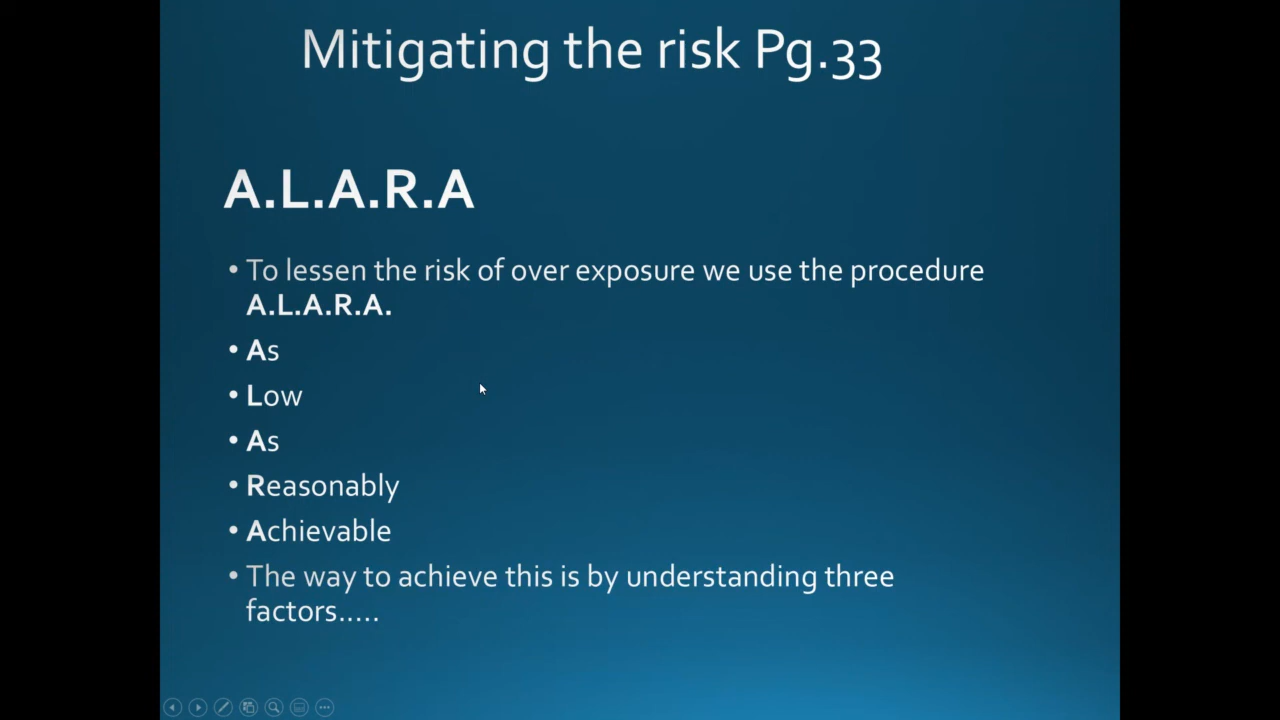 Mitigating the risk Pg.33
A.L.A.R.A
• To lessen the risk of over exposure we use the procedure
A.L.A.R.A.
• As
• Low
• As
• Reasonably
• Achievable
• The way to achieve this is by understanding three
factors.....